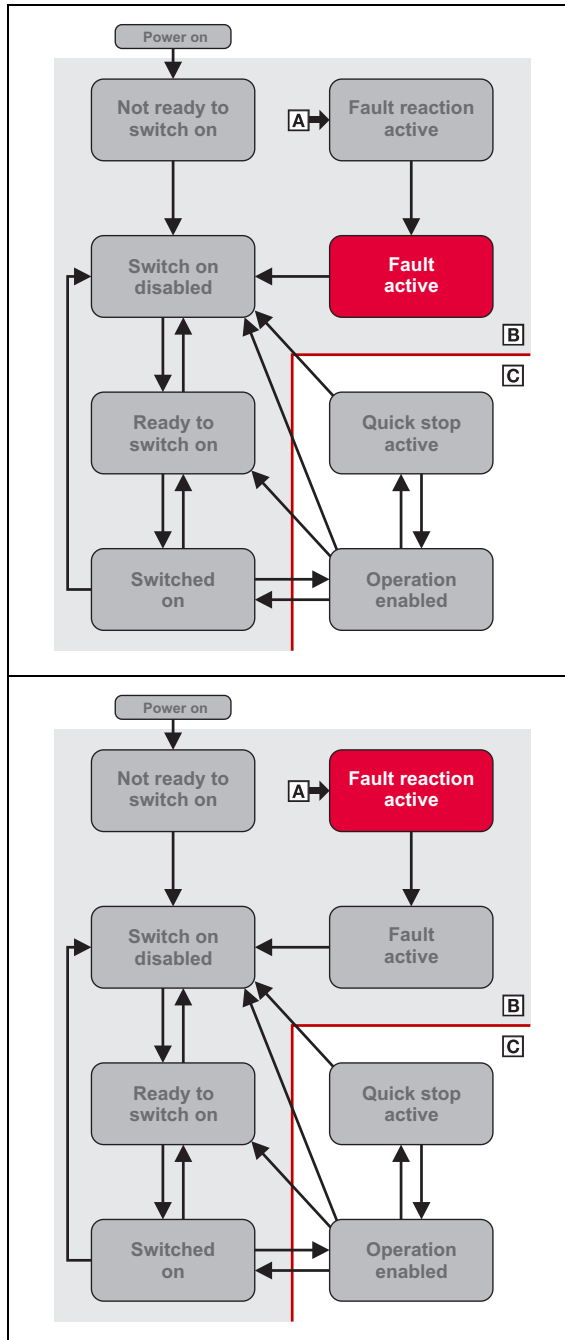 Power on
Not ready to
switch on
A
Fault reaction
active
Switch on
disabled
Fault
active
B
C
Ready to
switch on
Quick stop
active
Switched
on
Operation
enabled
Power on
Not ready to
switch on
A
Fault reaction
active
Switch on
disabled
Fault
active
B
C
Ready to
switch on
Quick stop
active
Switched
on
Operation
enabled